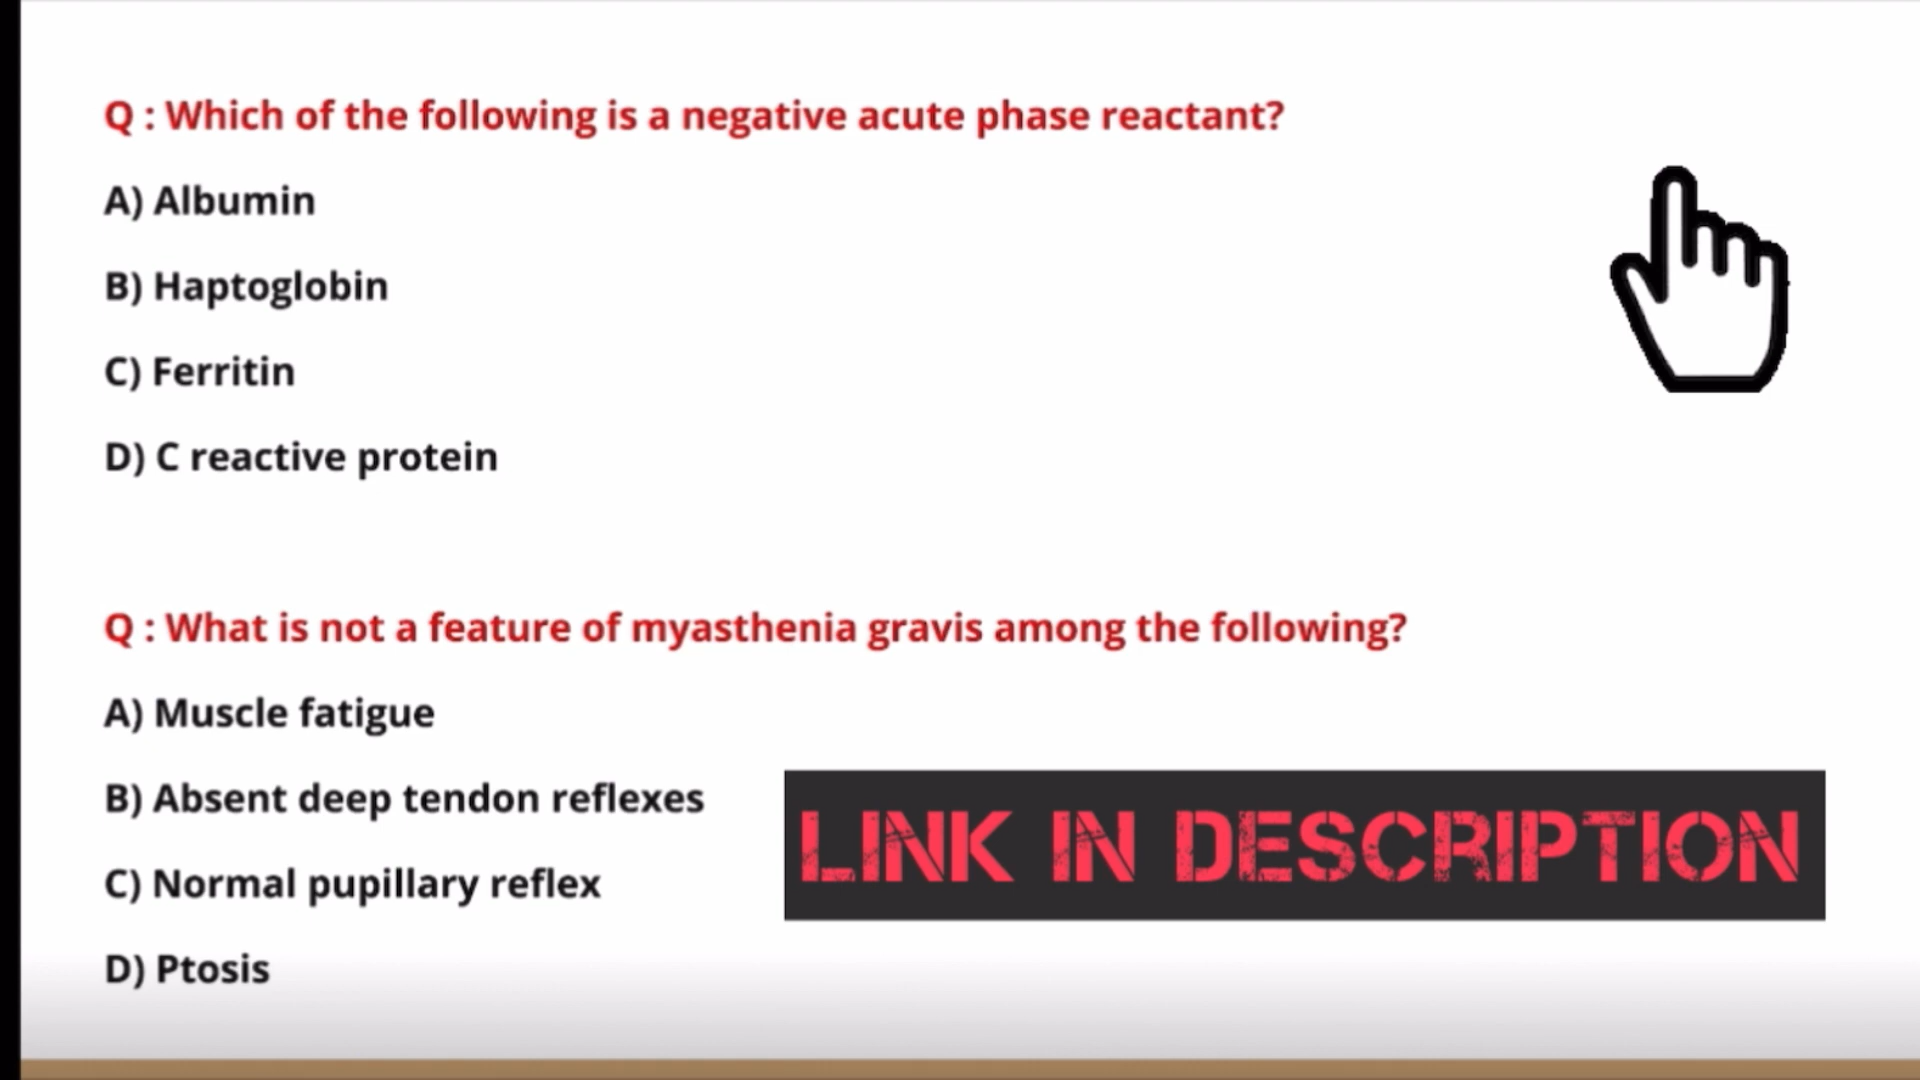 Q : Which of the following is a negative acute phase reactant?
A) Albumin
B) Haptoglobin
C) Ferritin
D) C reactive protein
Q : What is not a feature of myasthenia gravis among the following?
A) Muscle fatigue
B) Absent deep tendon reflexes
C) Normal pupillary reflex
D) Ptosis
LINK IN DESCRIPTION